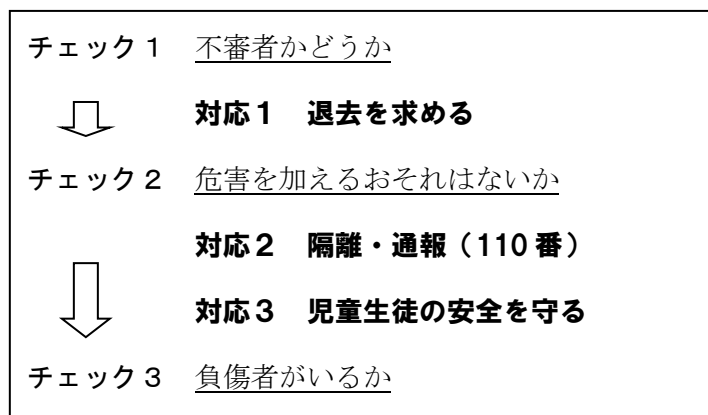 チェック1 不審者かどうか
対応1 退去を求める
チェック2 危害を加えるおそれはないか
対応2 隔離・通報（110番）
対応3 児童生徒の安全を守る
チェック3 負傷者がいるか